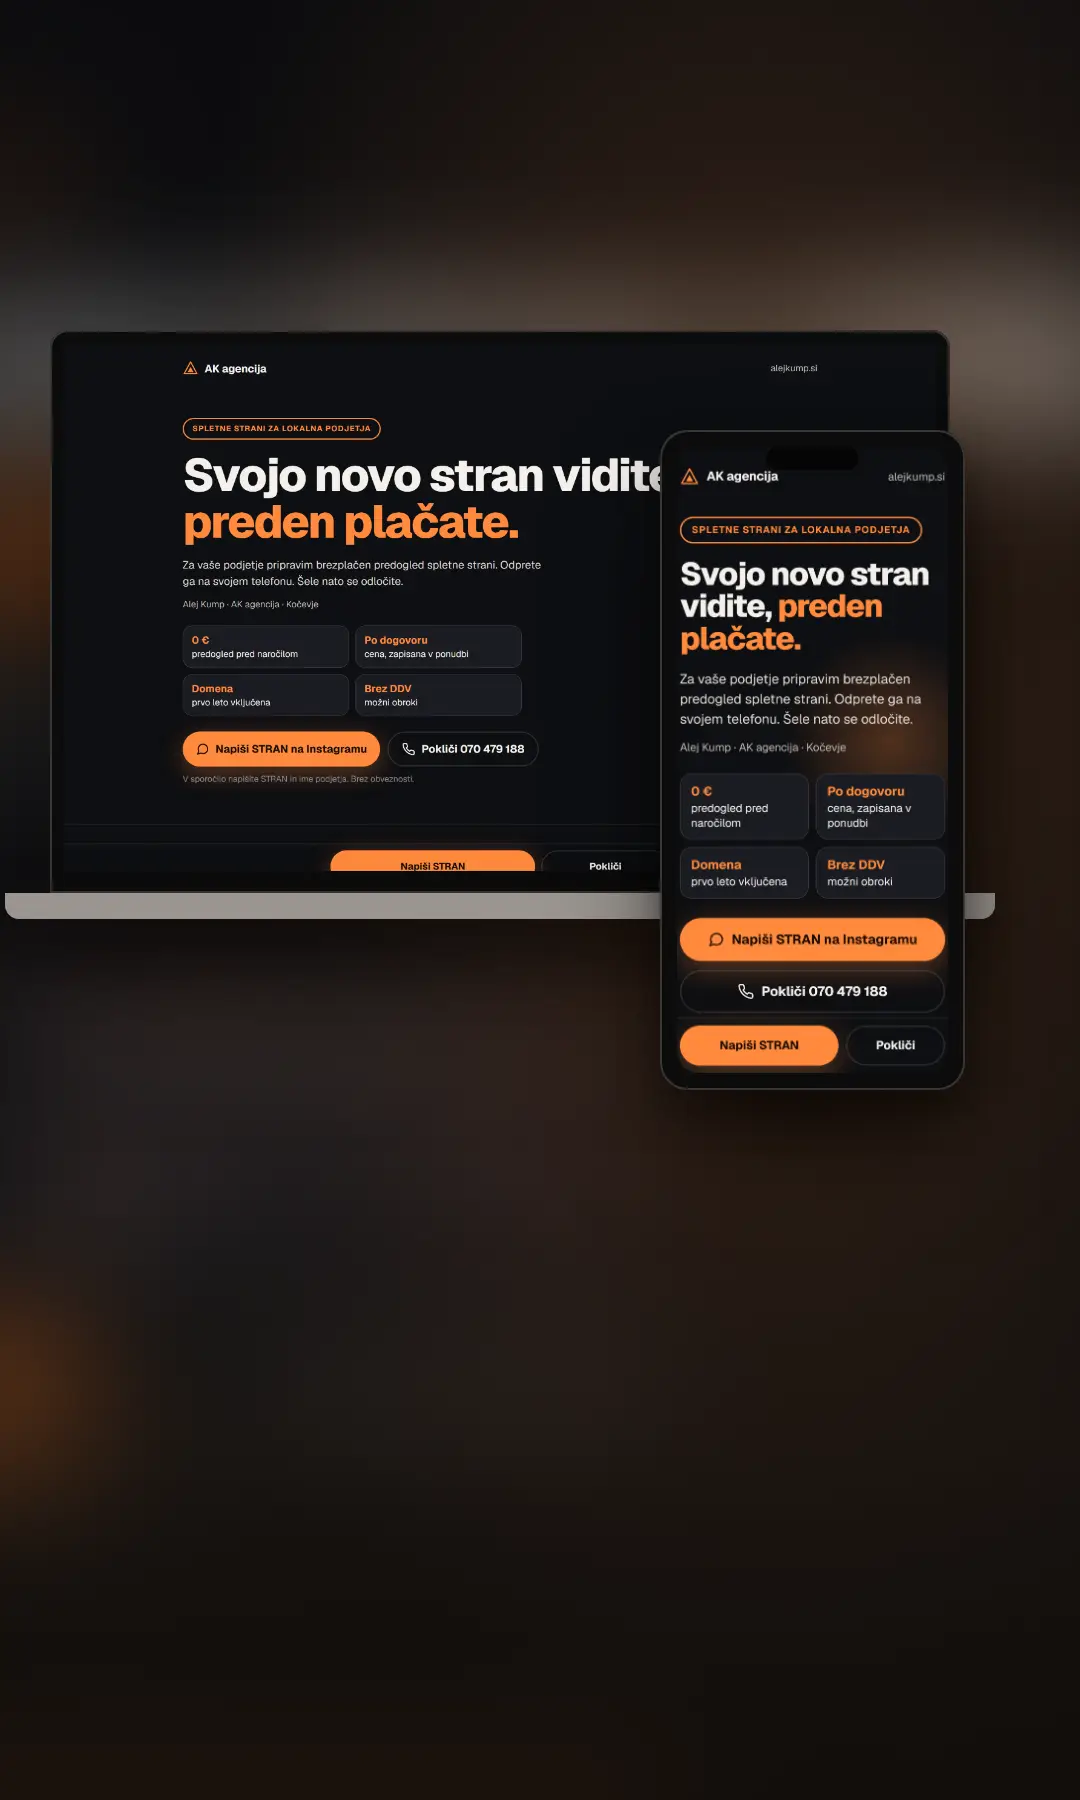 AK agencija
alejkump.si
SPLETNE STRANI ZA LOKALNA PODJETJA
Svojo novo stran vidite
preden plačate.
Za vaše podjetje pripravim brezplačen predogled spletne strani. Odprete
ga na svojem telefonu. Šele nato se odločite.
Alej Kump · AK agencija · Kočevje
0 €
predogled pred naročilom
Po dogovoru
cena, zapisana v ponudbi
Domena
prvo leto vključena
Brez DDV
možni obroki
Napiši STRAN na Instagramu
Pokliči 070 479 188
V sporočilo napišite STRAN in ime podjetja. Brez obveznosti.
Napiši STRAN
Pokliči
AK agencija
alejkump.si
SPLETNE STRANI ZA LOKALNA PODJETJA
Svojo novo stran
vidite, preden
plačate.
Za vaše podjetje pripravim brezplačen
predogled spletne strani. Odprete ga na
svojem telefonu. Šele nato se odločite.
Alej Kump · AK agencija · Kočevje
0 €
predogled pred
naročilom
Po dogovoru
cena, zapisana v
ponudbi
Domena
prvo leto vključena
Brez DDV
možni obroki
Napiši STRAN na Instagramu
Pokliči 070 479 188
Napiši STRAN
Pokliči